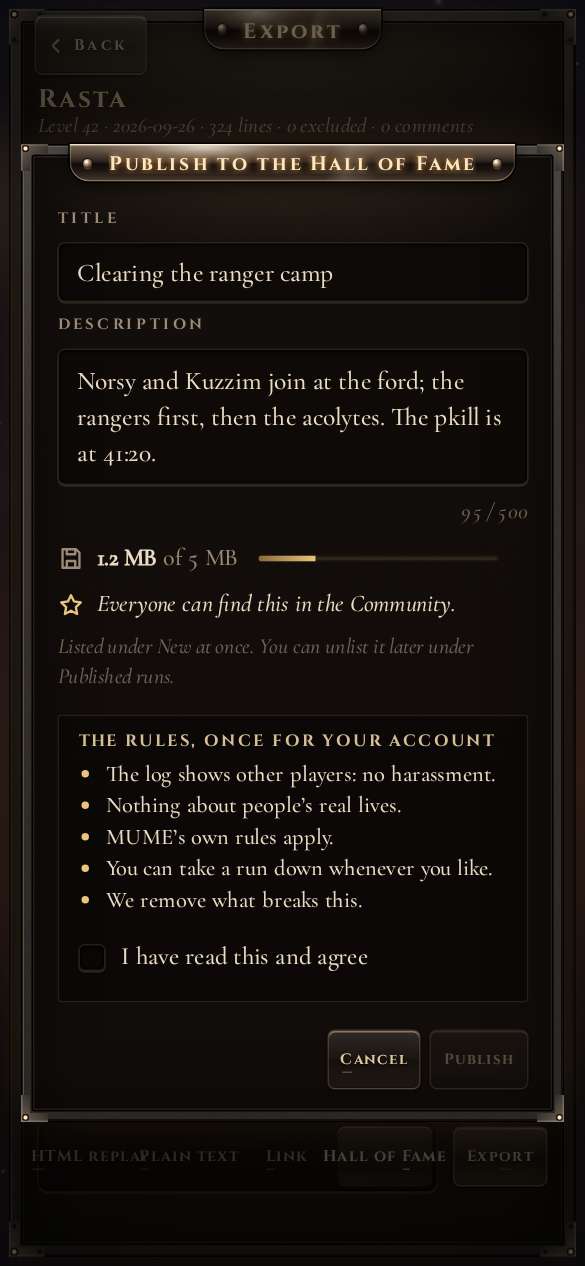 Export
Back
Rasta
Level 42 · 2026-09-26 · 324 lines · 0 excluded · 0 comments
Publish to the Hall of Fame
TITLE
Clearing the ranger camp
DESCRIPTION
Norsy and Kuzzim join at the ford; the
rangers first, then the acolytes. The pkill is
at 41:20.
95 / 500
1.2 MB of 5 MB
Everyone can find this in the Community.
Listed under New at once. You can unlist it later under
Published runs.
THE RULES, ONCE FOR YOUR ACCOUNT
• The log shows other players: no harassment.
• Nothing about people’s real lives.
• MUME’s own rules apply.
• You can take a run down whenever you like.
• We remove what breaks this.
I have read this and agree
Cancel Publish
HTML replay Plain text Link Hall of Fame Export